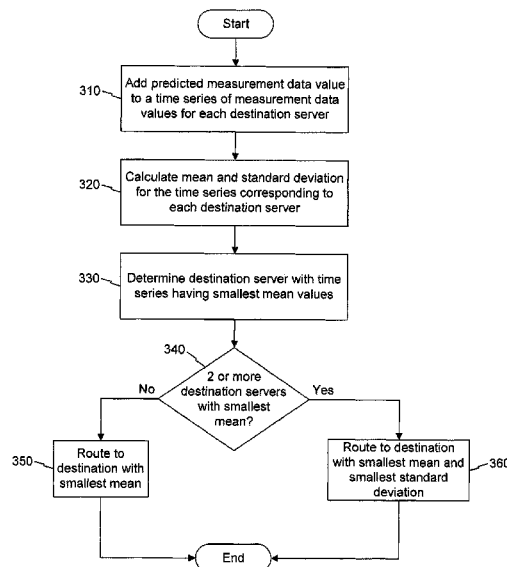 Start
310
Add predicted measurement data value
to a time series of measurement data
values for each destination server
320
Calculate mean and standard deviation
for the time series corresponding to
each destination server
330
Determine destination server with time
series having smallest mean values
340
2 or more
destination servers
with smallest
mean?
No
Yes
350
Route to
destination with
smallest mean
Route to destination
with smallest mean and
smallest standard
deviation
360
End